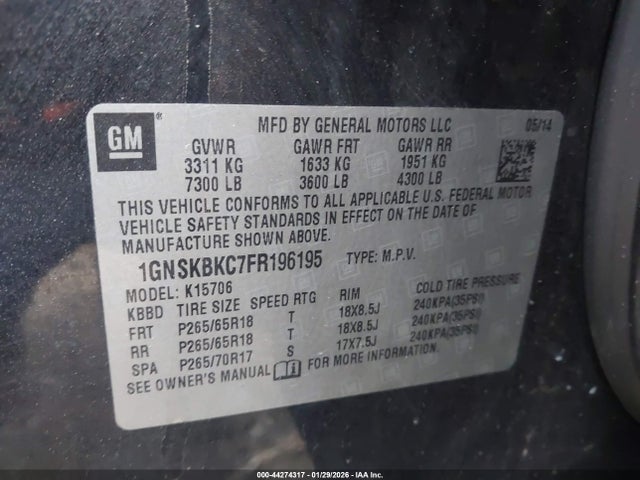 GM
MFD BY GENERAL MOTORS LLC 05/14
GVWR GAWR FRT GAWR RR
3311 KG 1633 KG 1951 KG
7300 LB 3600 LB 4300 LB
THIS VEHICLE CONFORMS TO ALL APPLICABLE U.S. FEDERAL MOTOR
VEHICLE SAFETY STANDARDS IN EFFECT ON THE DATE OF
MANUFACTURE SHOWN ABOVE.
1GNSKBKC7FR196195 TYPE: M.P.V.
MODEL: K15706
KBBD TIRE SIZE SPEED RTG RIM COLD TIRE PRESSURE
FRT P265/65R18 T 18X8.5J 240KPA(35PSI)
RR P265/65R18 T 18X8.5J 240KPA(35PSI)
SPA P265/70R17 S 17X7.5J 240KPA(35PSI)
SEE OWNER'S MANUAL FOR MORE INFORMATION.
000-44274317 - 01/29/2026 - IAAI.com